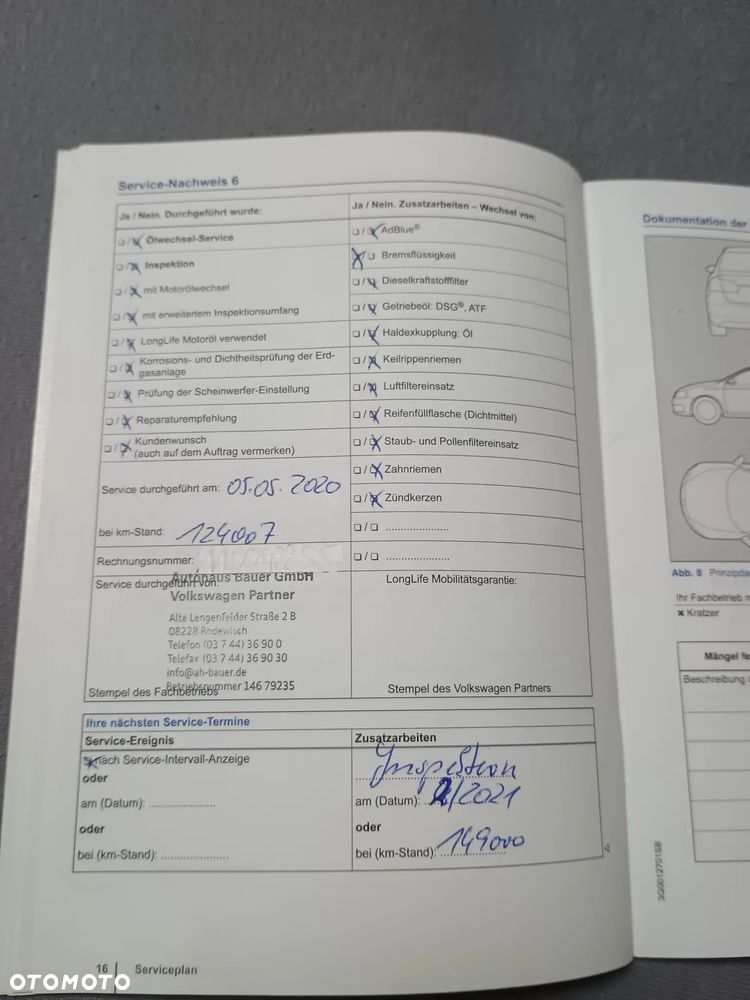 Service-Nachweis 6
Ja / Nein. Durchgeführt wurde:
Ölwechsel-Service
Inspektion
mit Motorölwechsel
mit erweitertem Inspektionsumfang
LongLife Motoröl verwendet
Korrosions- und Dichtheitsprüfung der Erd-
gasanlage
Prüfung der Scheinwerfer-Einstellung
Reparaturempfehlung
Kundenwunsch
(auch auf dem Auftrag vermerken)
Service durchgeführt am: 05.05.2020
bei km-Stand: 124007
Rechnungsnummer:
Service durchgeführt von:
Autohaus Bauer GmbH
Volkswagen Partner
Alte Lengenfelder Straße 2 B
08228 Rodewisch
Telefon (03 7 44) 36 90 0
Telefax (03 7 44) 36 90 30
info@ah-bauer.de
Betriebsnummer 146 79235
Stempel des Fachbetriebs
Ja / Nein. Zusatzarbeiten – Wechsel von:
AdBlue®
Bremsflüssigkeit
Dieselkraftstofffilter
Getriebeöl: DSG®, ATF
Haldexkupplung: Öl
Keilrippenriemen
Luftfiltereinsatz
Reifenfüllflasche (Dichtmittel)
Staub- und Pollenfiltereinsatz
Zahnriemen
Zündkerzen
LongLife Mobilitätsgarantie:
Stempel des Volkswagen Partners
Ihre nächsten Service-Termine
Service-Ereignis
nach Service-Intervall-Anzeige
oder
am (Datum):
oder
bei (km-Stand):
Zusatzarbeiten
Inspektion
am (Datum): 2/2021
oder
bei (km-Stand): 149000
16 | Serviceplan
Dokumentation der
Abb. 8
Ihr Fachbetrieb
Kratzer
Mängel
Beschreibung
3G0012701SB
OTOMOTO